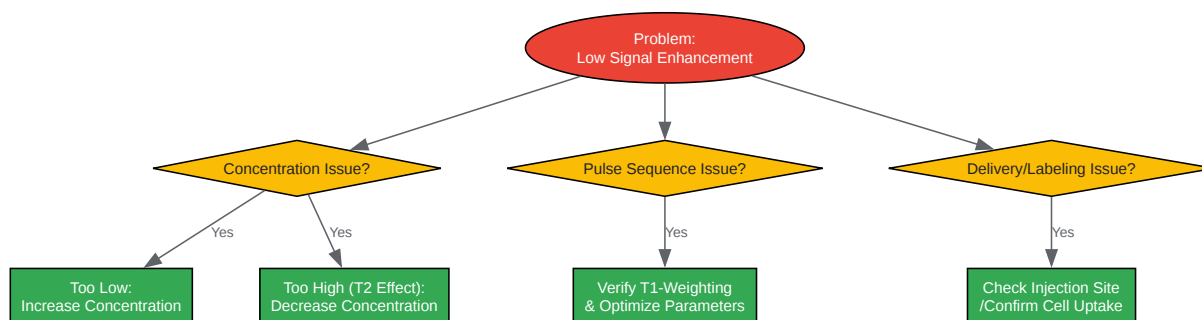 Problem:
Low Signal Enhancement
Concentration Issue?
Pulse Sequence Issue?
Delivery/Labeling Issue?
Yes
Yes
Yes
Yes
Too Low:
Increase Concentration
Too High (T2 Effect):
Decrease Concentration
Verify T1-Weighting
& Optimize Parameters
Check Injection Site
/Confirm Cell Uptake